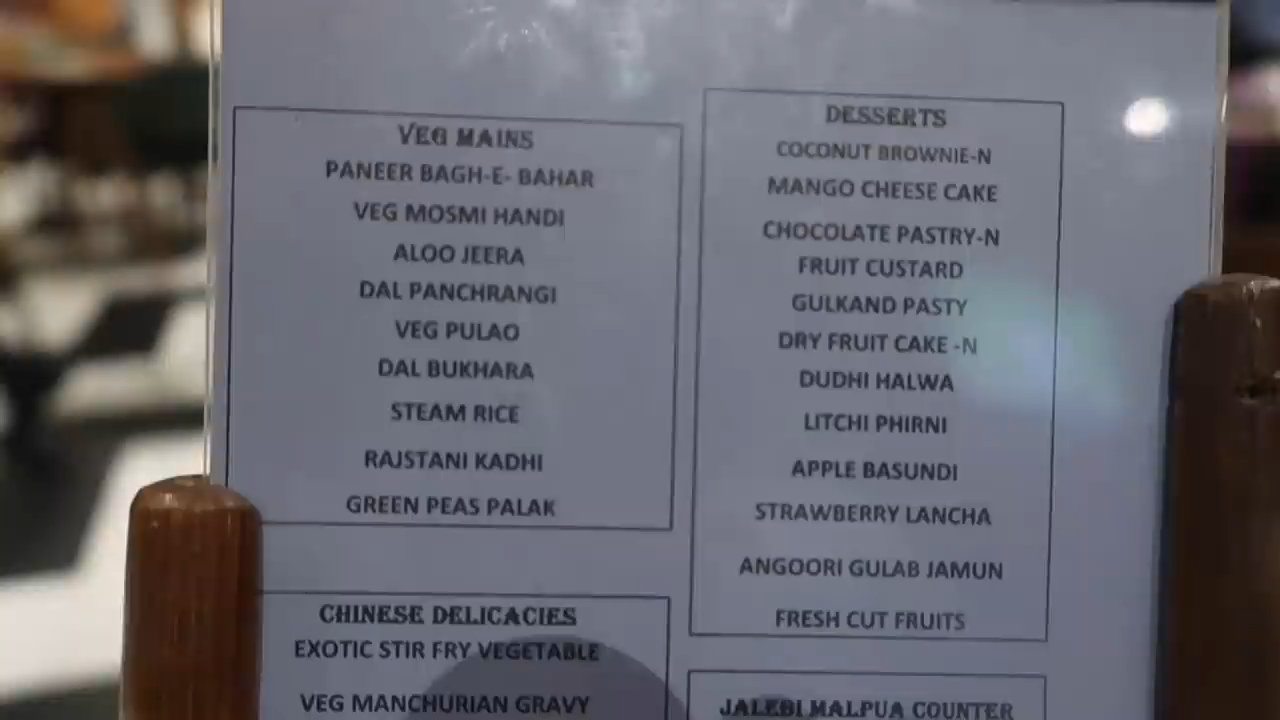 VEG MAINS
PANEER BAGH-E- BAHAR
VEG MOSMI HANDI
ALOO JEERA
DAL PANCHRANGI
VEG PULAO
DAL BUKHARA
STEAM RICE
RAJSTANI KADHI
GREEN PEAS PALAK
CHINESE DELICACIES
EXOTIC STIR FRY VEGETABLE
VEG MANCHURIAN GRAVY
DESSERTS
COCONUT BROWNIE-N
MANGO CHEESE CAKE
CHOCOLATE PASTRY-N
FRUIT CUSTARD
GULKAND PASTY
DRY FRUIT CAKE -N
DUDHI HALWA
LITCHI PHIRNI
APPLE BASUNDI
STRAWBERRY LANCHA
ANGOORI GULAB JAMUN
FRESH CUT FRUITS
JALEBI MALPUA COUNTER